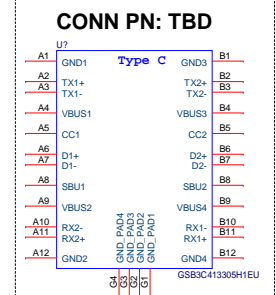 CONN PN: TBD
U?
Type C
A1 GND1 GND3 B1
A2 TX1+ TX2+ B2
A3 TX1- TX2- B3
A4 VBUS1 VBUS3 B4
A5 CC1 CC2 B5
A6 D1+ D2+ B6
A7 D1- D2- B7
A8 SBU1 SBU2 B8
A9 VBUS2 VBUS4 B9
A10 RX2- RX1- B10
A11 RX2+ RX1+ B11
A12 GND2 GND4 B12
GND_PAD4
GND_PAD3
GND_PAD2
GND_PAD1
G4
G3
G2
G1
GSB3C413305H1EU